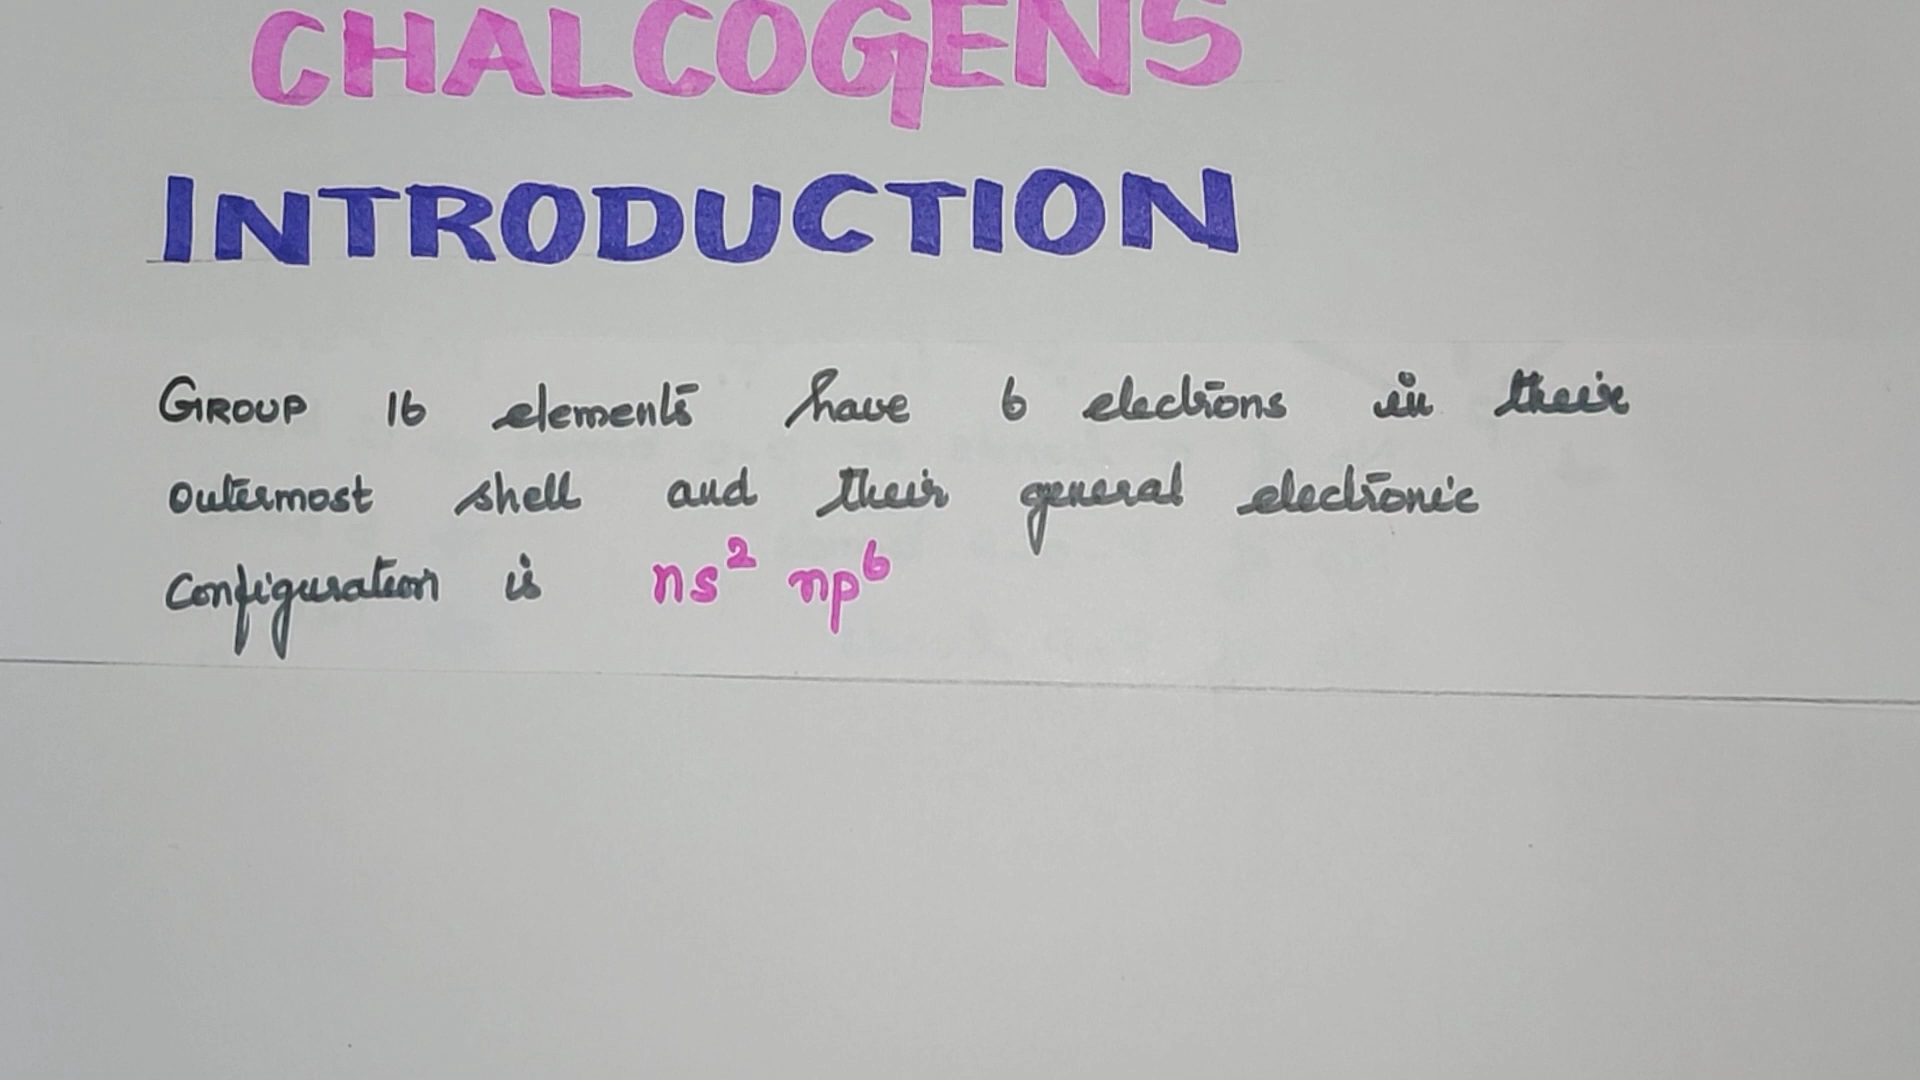 CHALCOGENS
INTRODUCTION
GROUP 16 elements have 6 electrons in their
outermost shell and their general electronic
configuration is ns² np⁶